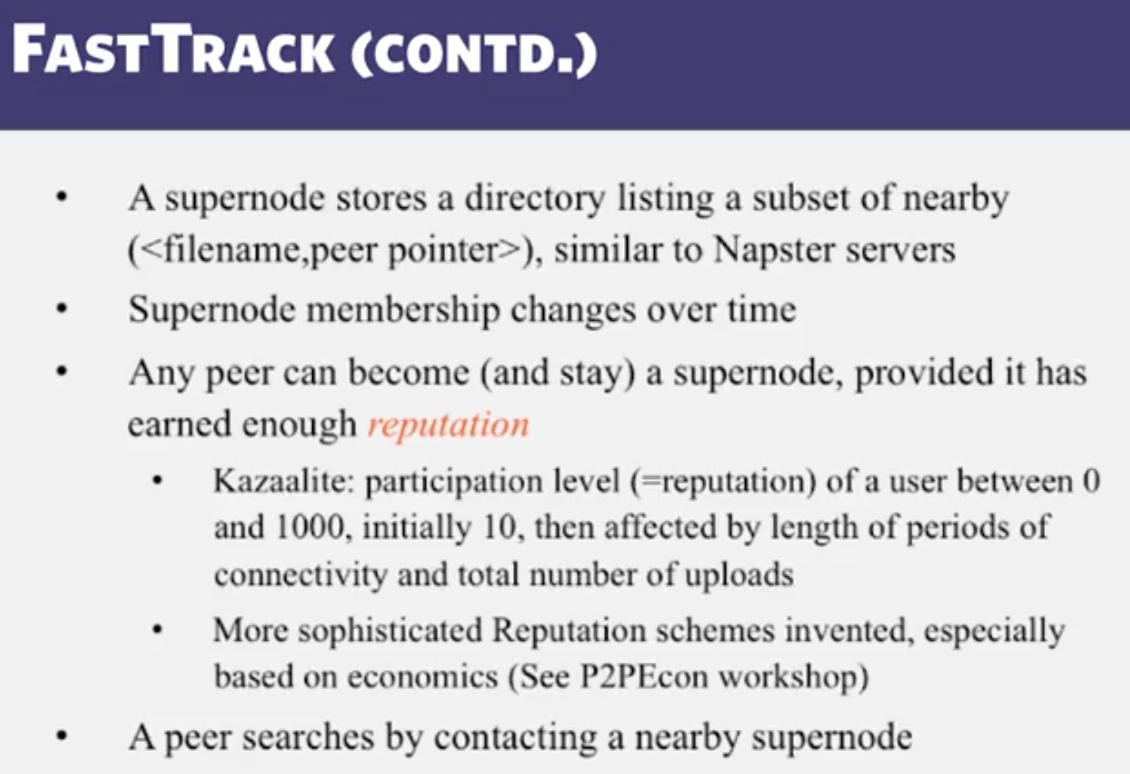 FASTTRACK (CONTD.)
• A supernode stores a directory listing a subset of nearby
(<filename,peer pointer>), similar to Napster servers
• Supernode membership changes over time
• Any peer can become (and stay) a supernode, provided it has
earned enough reputation
• Kazaalite: participation level (=reputation) of a user between 0
and 1000, initially 10, then affected by length of periods of
connectivity and total number of uploads
• More sophisticated Reputation schemes invented, especially
based on economics (See P2PEcon workshop)
• A peer searches by contacting a nearby supernode